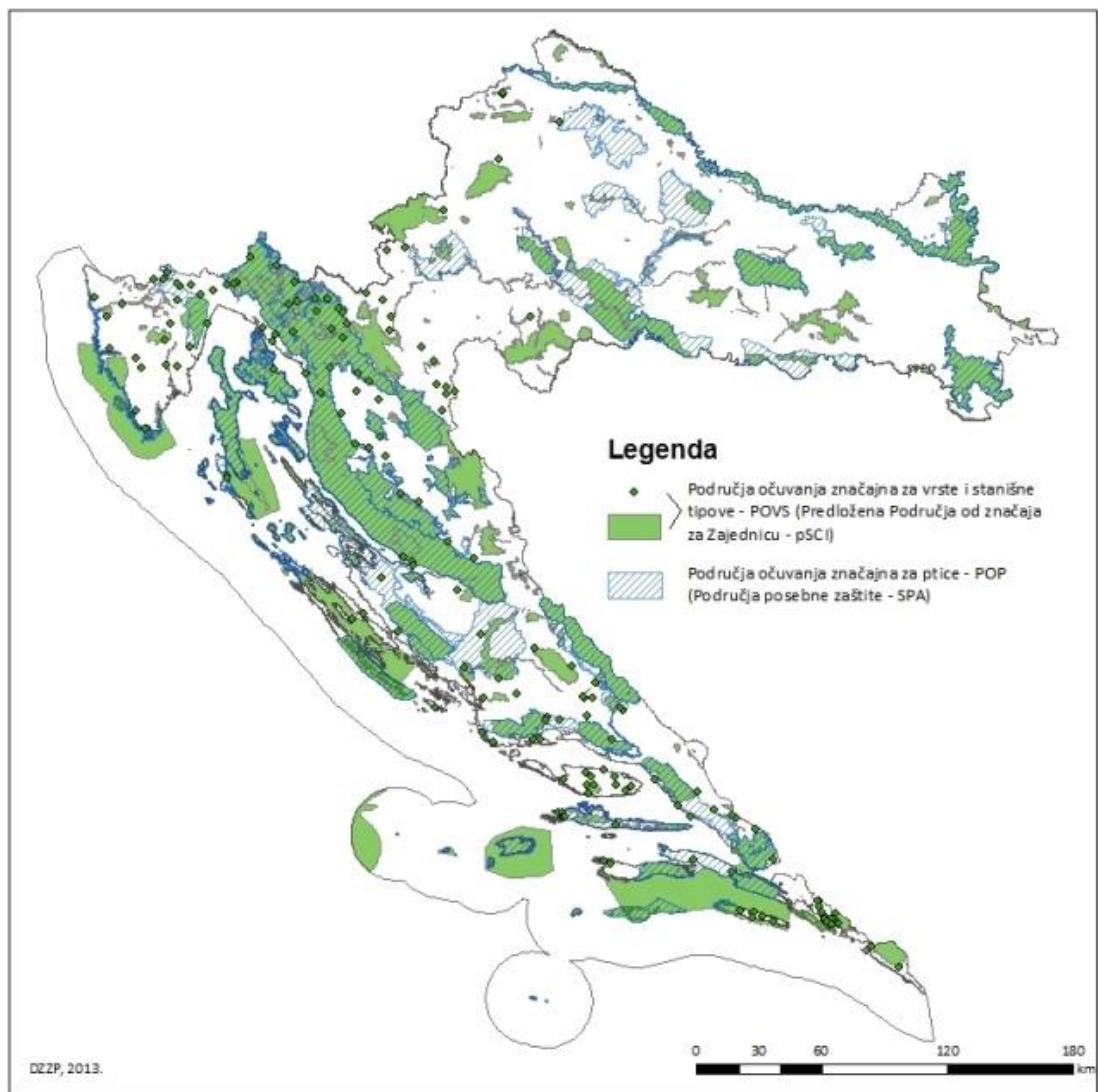 Legenda
Područja očuvanja značajna za vrste i stanišne
tipove - POVS (Predložena Područja od značaja
za Zajednicu - pSCI)
Područja očuvanja značajna za ptice - POP
(Područja posebne zaštite - SPA)
DZZP, 2013.
0 30 60 120 180
km